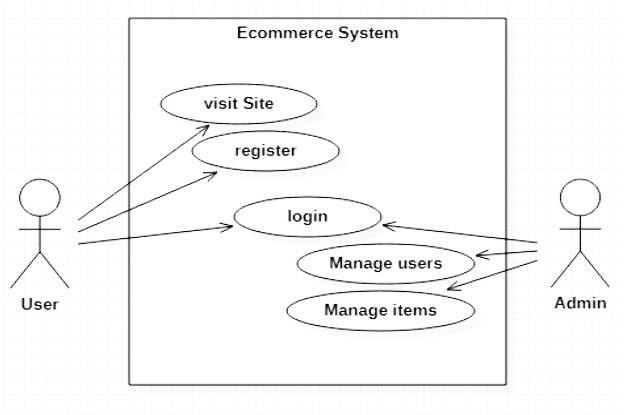 Ecommerce System
visit Site
register
login
Manage users
Manage items
User
Admin